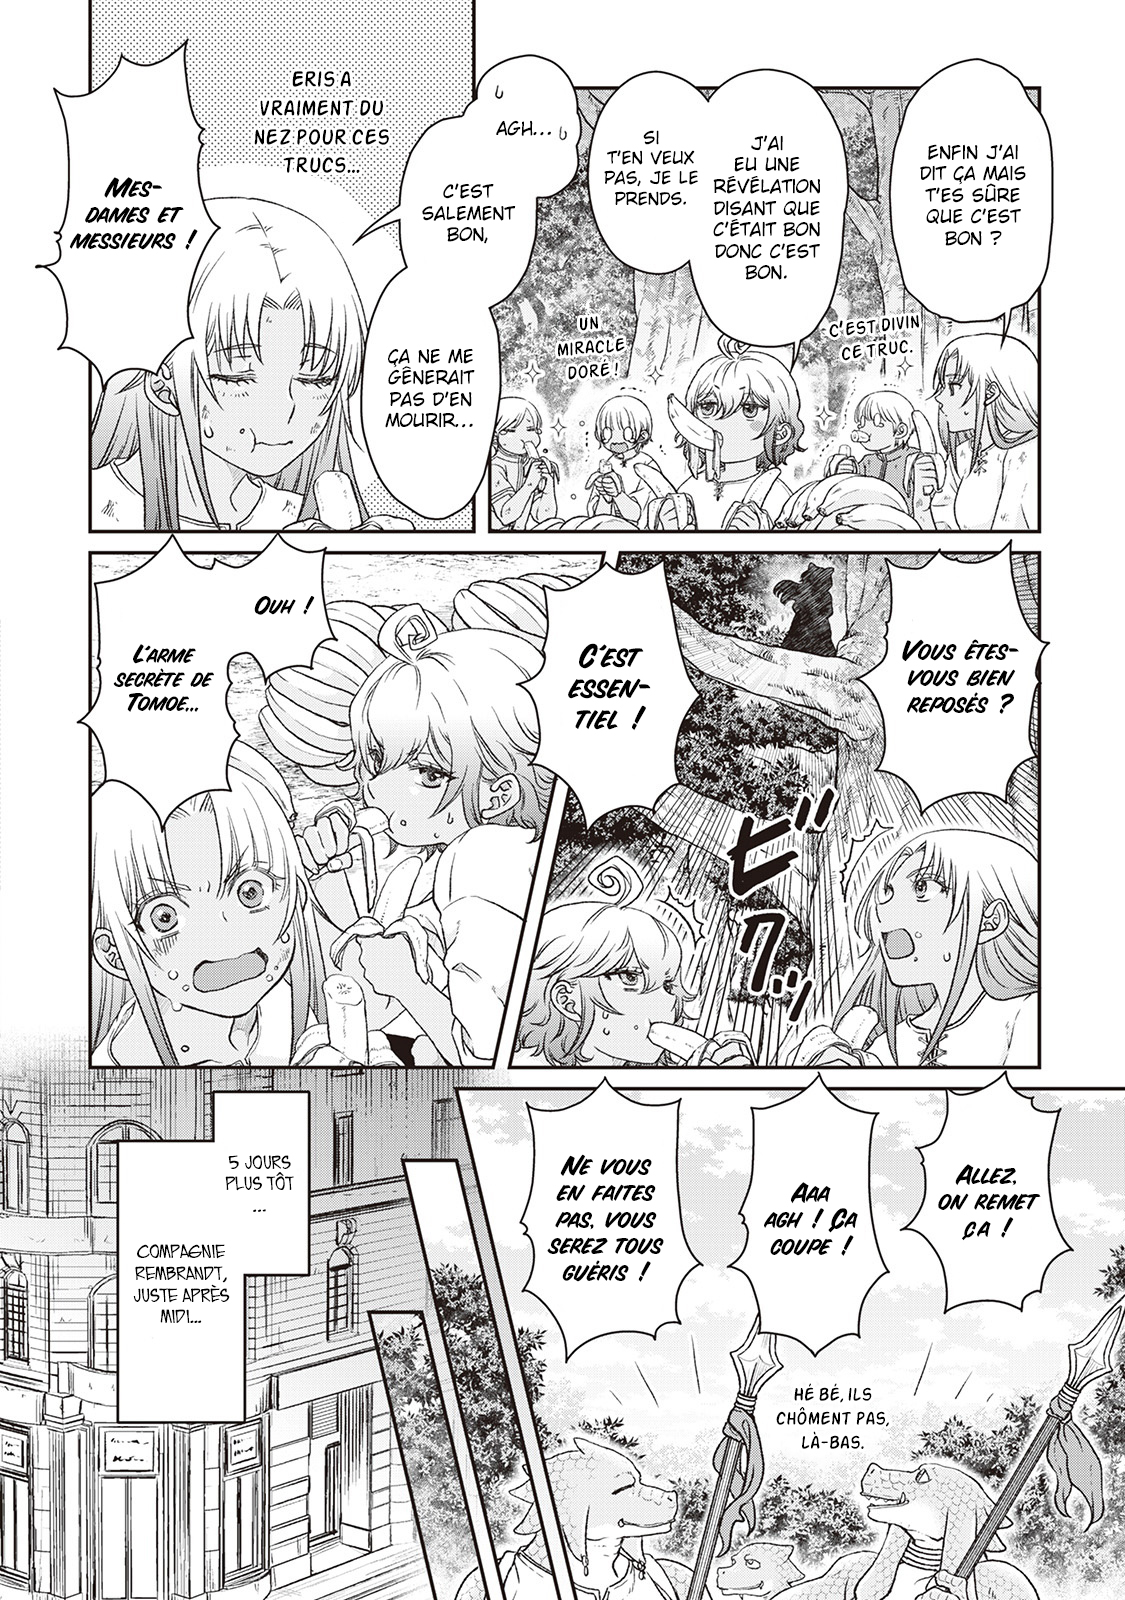 ENFIN J'AI
DIT ÇA MAIS
T'ES SÛRE
QUE C'EST
BON ?
J'AI
EU UNE
RÉVÉLATION
DISANT QUE
C'ÉTAIT BON
DONC C'EST
BON.
SI
T'EN VEUX
PAS, JE LE
PRENDS.
C'EST DIVIN
CE TRUC.
UN
MIRACLE
DORÉ !
AGH...
C'EST
SALEMENT
BON,
ÇA NE ME
GÊNERAIT
PAS D'EN
MOURIR...
ERIS A
VRAIMENT DU
NEZ POUR CES
TRUCS...
MES-
DAMES ET
MESSIEURS !
VOUS ÊTES-
VOUS BIEN
REPOSÉS ?
C'EST
ESSEN-
TIEL !
ビクッ
OUH !
L'ARME
SECRÈTE DE
TOMOE...
ALLEZ,
ON REMET
ÇA !
AAA
AGH ! ÇA
COUPE !
NE VOUS
EN FAITES
PAS, VOUS
SEREZ TOUS
GUÉRIS !
HÉ BÉ, ILS
CHÔMENT PAS,
LÀ-BAS.
5 JOURS
PLUS TÔT
...
COMPAGNIE
REMBRANDT,
JUSTE APRÈS
MIDI...